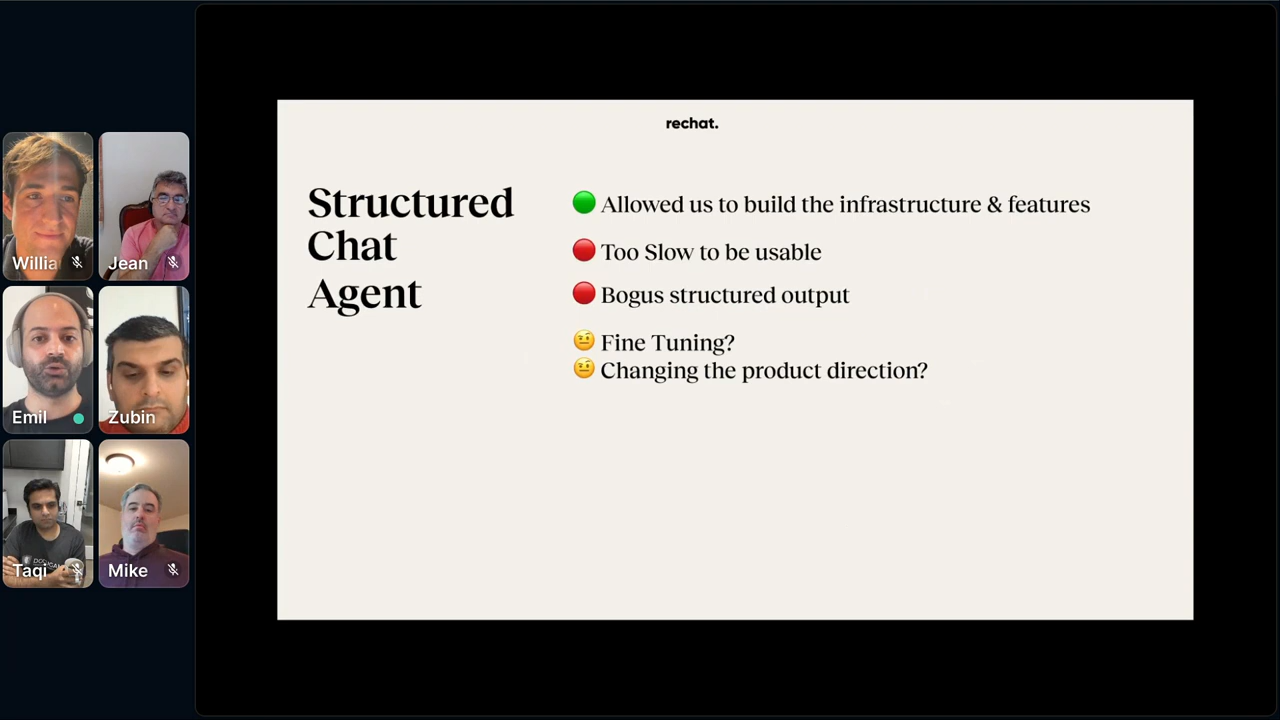 rechat.
Structured
Chat
Agent
🟢 Allowed us to build the infrastructure & features
🔴 Too Slow to be usable
🔴 Bogus structured output
🤨 Fine Tuning?
🤨 Changing the product direction?
Willia
Jean
Emil
Zubin
Taqi
Mike